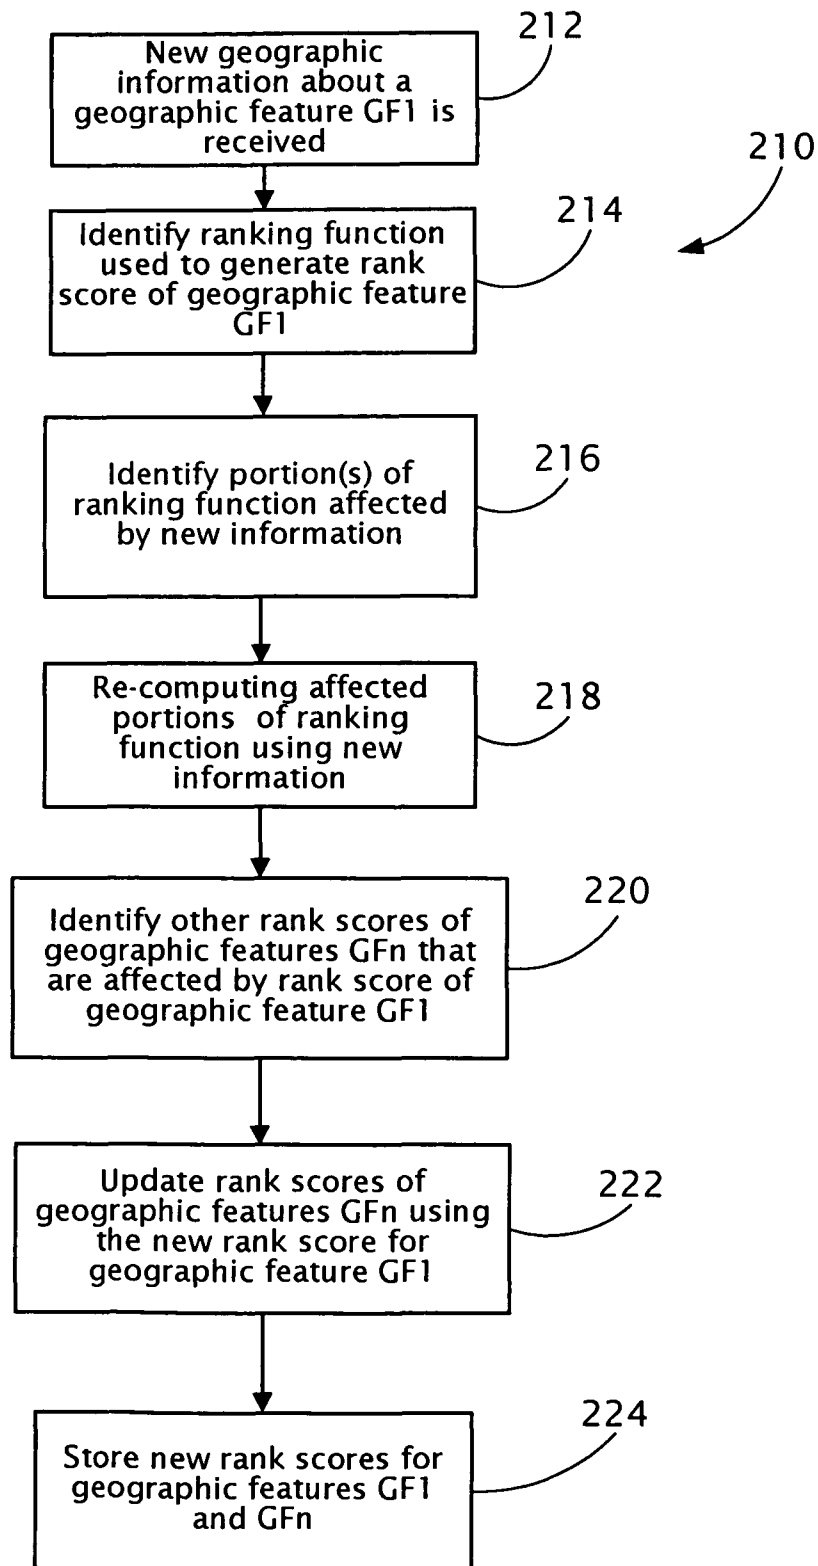 212
New geographic
information about a
geographic feature GF1 is
received
210
214
Identify ranking function
used to generate rank
score of geographic feature
GF1
216
Identify portion(s) of
ranking function affected
by new information
218
Re-computing affected
portions of ranking
function using new
information
220
Identify other rank scores of
geographic features GFn that
are affected by rank score of
geographic feature GF1
222
Update rank scores of
geographic features GFn using
the new rank score for
geographic feature GF1
224
Store new rank scores for
geographic features GF1
and GFn